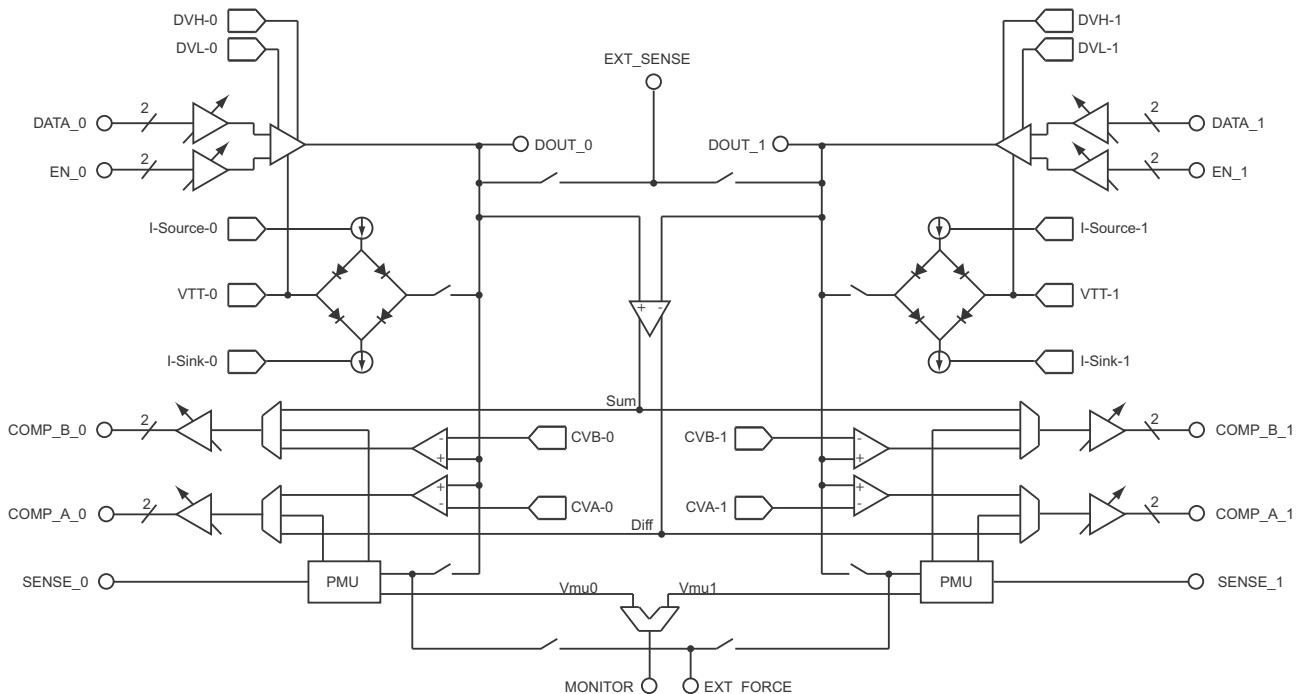 DVH-0
DVH-1
DVL-0
DVL-1
EXT_SENSE
2
2
DATA_0
DATA_1
DOUT_0
DOUT_1
2
2
EN_0
EN_1
I-Source-0
I-Source-1
VTT-0
VTT-1
+ -
I-Sink-0
I-Sink-1
Sum
2
2
COMP_B_0
COMP_B_1
-
+
CVB-0
CVB-1
-
+
2
2
COMP_A_0
COMP_A_1
+
-
CVA-0
CVA-1
+
-
Diff
SENSE_0
PMU
PMU
SENSE_1
Vmu0
Vmu1
MONITOR
EXT_FORCE